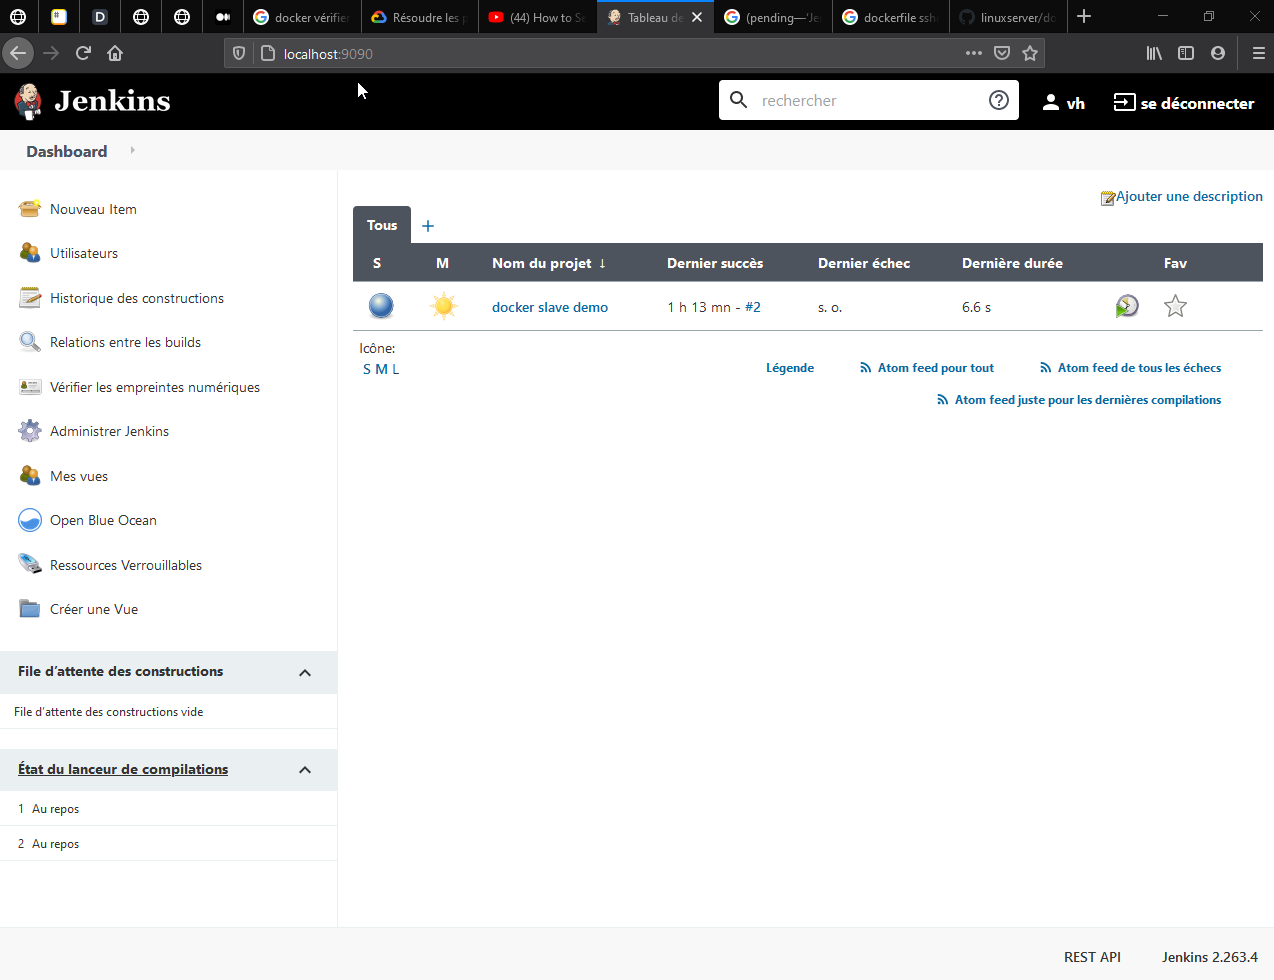 docker vérifier
Résoudre les p
(44) How to Se
Tableau de
(pending—'Je
dockerfile ssh
linuxserver/do
localhost:9090
Jenkins
rechercher
vh
se déconnecter
Dashboard
Nouveau Item
Utilisateurs
Historique des constructions
Relations entre les builds
Vérifier les empreintes numériques
Administrer Jenkins
Mes vues
Open Blue Ocean
Ressources Verrouillables
Créer une Vue
File d'attente des constructions
File d'attente des constructions vide
État du lanceur de compilations
1 Au repos
2 Au repos
Ajouter une description
Tous +
S M Nom du projet ↓ Dernier succès Dernier échec Dernière durée Fav
docker slave demo 1 h 13 mn - #2 s. o. 6.6 s
Icône:
S M L
Légende Atom feed pour tout Atom feed de tous les échecs
Atom feed juste pour les dernières compilations
REST API Jenkins 2.263.4